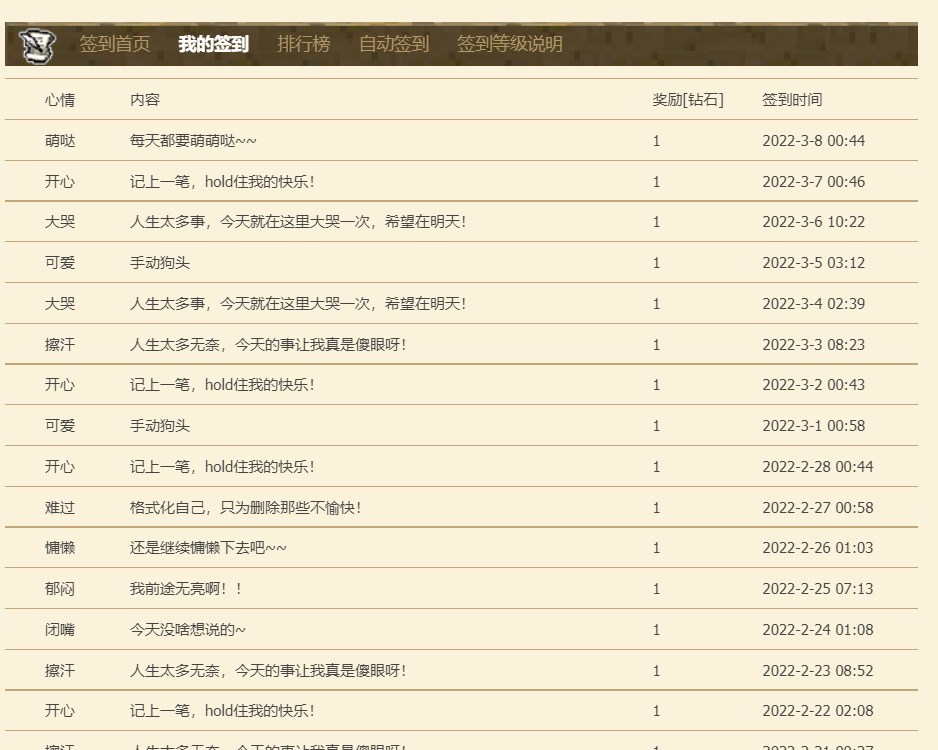 签到首页 我的签到 排行榜 自动签到 签到等级说明
心情 内容 奖励[钻石] 签到时间
萌哒 每天都要萌萌哒~~ 1 2022-3-8 00:44
开心 记上一笔，hold住我的快乐！ 1 2022-3-7 00:46
大哭 人生太多事，今天就在这里大哭一次，希望在明天！ 1 2022-3-6 10:22
可爱 手动狗头 1 2022-3-5 03:12
大哭 人生太多事，今天就在这里大哭一次，希望在明天！ 1 2022-3-4 02:39
擦汗 人生太多无奈，今天的事让我真是傻眼呀！ 1 2022-3-3 08:23
开心 记上一笔，hold住我的快乐！ 1 2022-3-2 00:43
可爱 手动狗头 1 2022-3-1 00:58
开心 记上一笔，hold住我的快乐！ 1 2022-2-28 00:44
难过 格式化自己，只为删除那些不愉快！ 1 2022-2-27 00:58
慵懒 还是继续慵懒下去吧~~ 1 2022-2-26 01:03
郁闷 我前途无亮啊！！ 1 2022-2-25 07:13
闭嘴 今天没啥想说的~ 1 2022-2-24 01:08
擦汗 人生太多无奈，今天的事让我真是傻眼呀！ 1 2022-2-23 08:52
开心 记上一笔，hold住我的快乐！ 1 2022-2-22 02:08